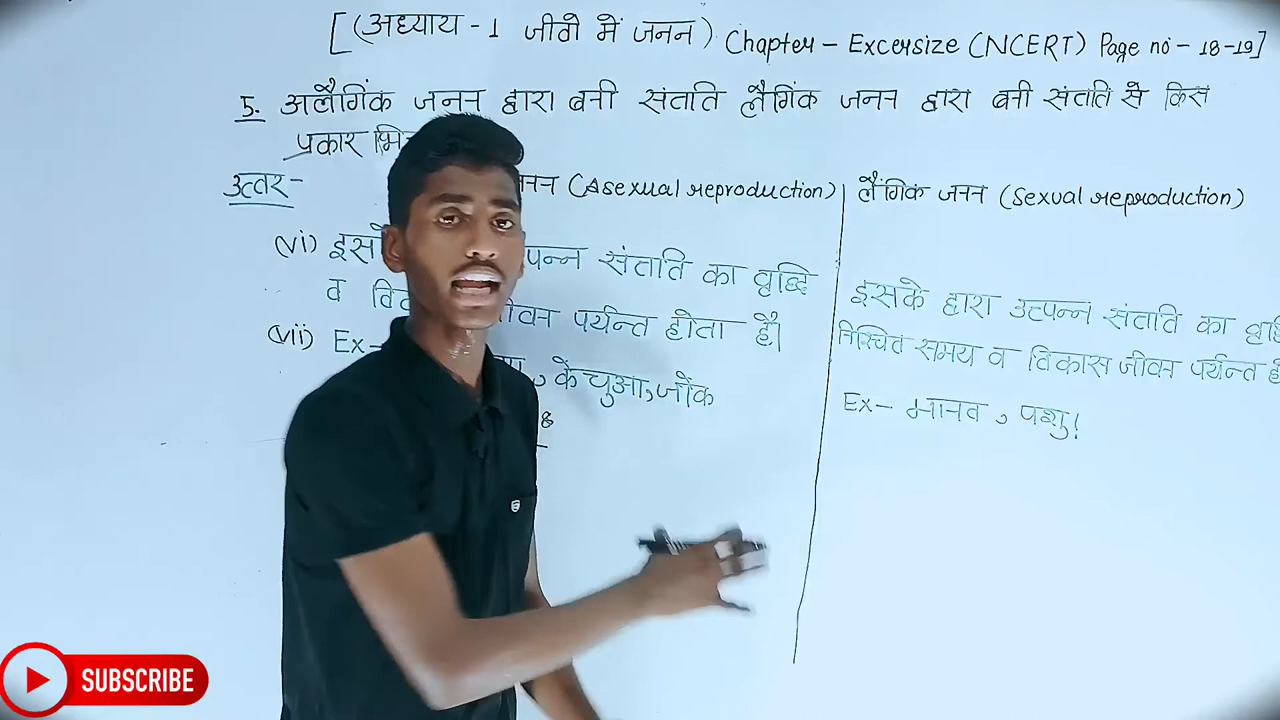 [(अध्याय - 1 जीवो में जनन) Chapter - Excersize (NCERT) Page no - 18-19]
5. अलैगिंक जनन द्वारा बनी संतति लैगिंक जनन द्वारा बनी संतति से किस
प्रकार
उत्तर- जनन (Asexual reproduction) लैंगिक जनन (Sexual reproduction)
(vi) उत्पन्न संतति का वृद्धि
व जीवन पर्यन्त होता है।
(vii) Ex- , केंचुआ, जोंक
इसके द्वारा उत्पन्न संतति का
निश्चित समय व विकास जीवन पर्यन्त
Ex- मानव, पशु।
SUBSCRIBE